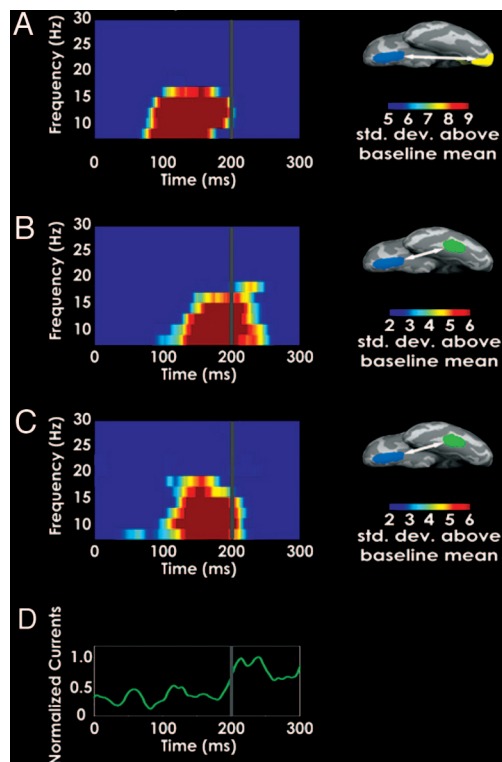 A
Frequency (Hz)
30
25
20
15
10
0 100 200 300
Time (ms)
5 6 7 8 9
std. dev. above
baseline mean
B
Frequency (Hz)
30
25
20
15
10
0 100 200 300
Time (ms)
2 3 4 5 6
std. dev. above
baseline mean
C
Frequency (Hz)
30
25
20
15
10
0 100 200 300
Time (ms)
2 3 4 5 6
std. dev. above
baseline mean
D
Normalized Currents
1.0
0.5
0
0 100 200 300
Time (ms)